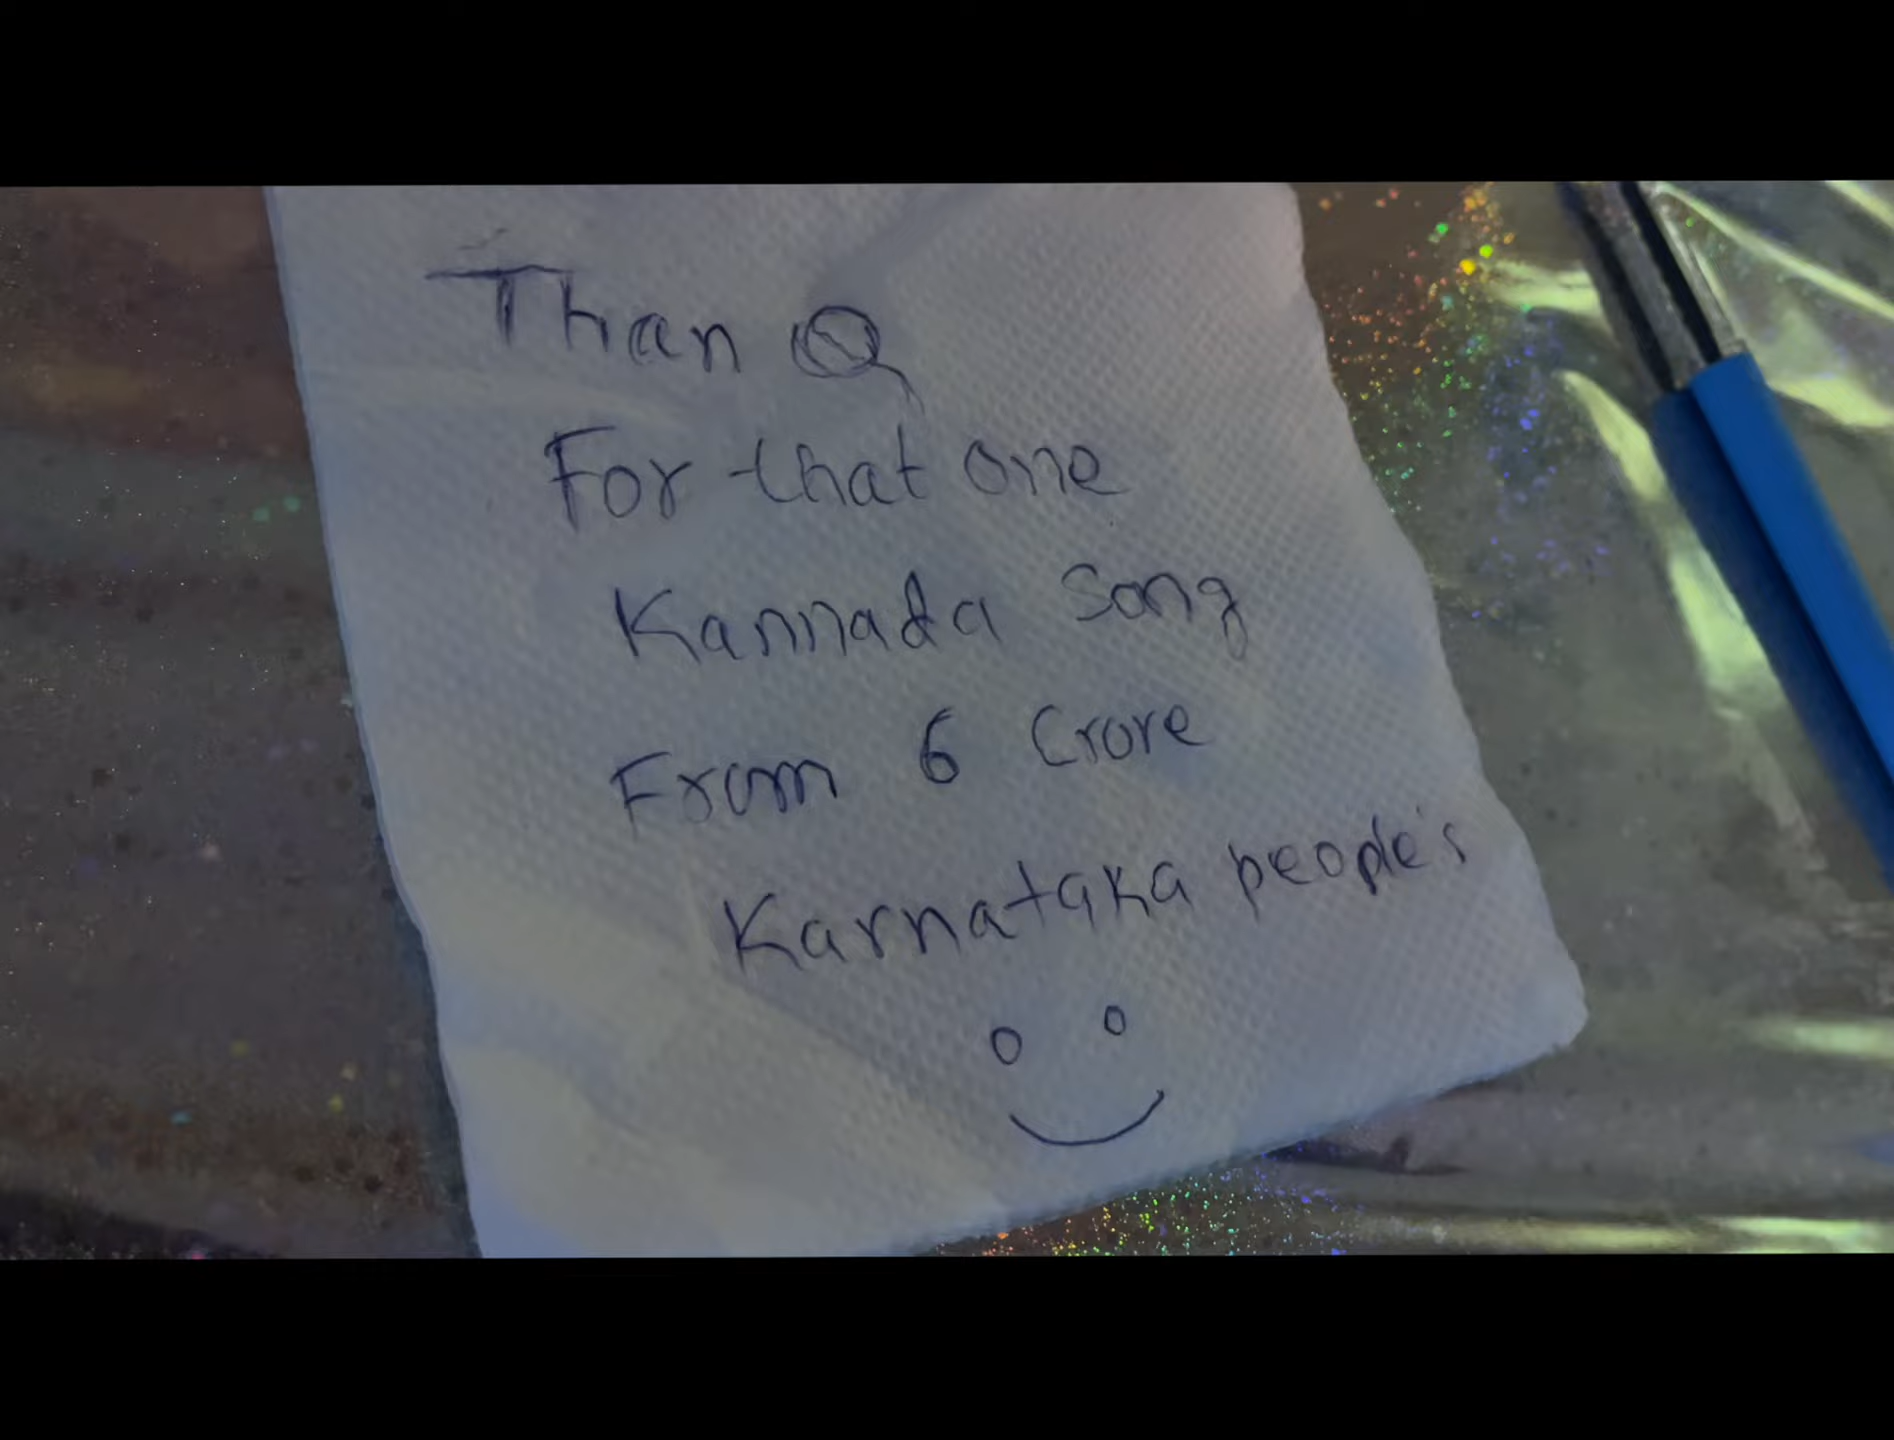 Than Q
For that one
Kannada Song
From 6 Crore
Karnataka people's